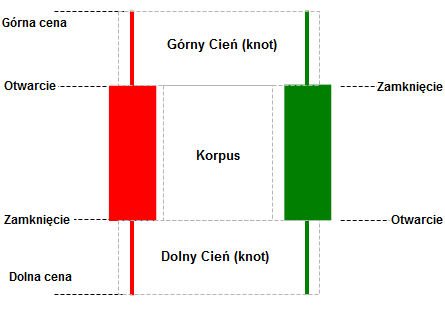 Górna cena
Górny Cień (knot)
Otwarcie
Zamknięcie
Korpus
Zamknięcie
Otwarcie
Dolny Cień (knot)
Dolna cena